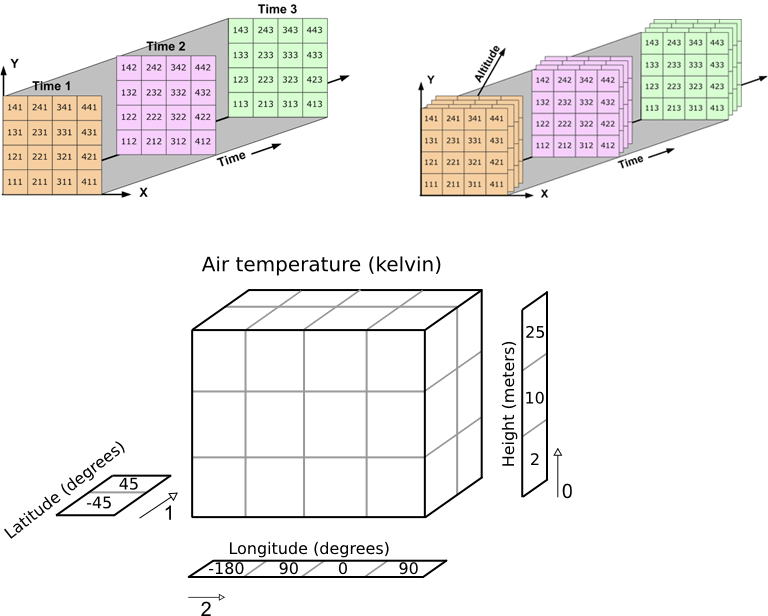 Time 3
Time 2
Time 1
Y
143 243 343 443
133 233 333 433
123 223 323 423
113 213 313 413
142 242 342 442
132 232 332 432
122 222 322 422
112 212 312 412
141 241 341 441
131 231 331 431
121 221 321 421
111 211 311 411
Time
X
Altitude
Y
143 243 343 443
133 233 333 433
123 223 323 423
113 213 313 413
142 242 342 442
132 232 332 432
122 222 322 422
112 212 312 412
141 241 341 441
131 231 331 431
121 221 321 421
111 211 311 411
Time
X
Air temperature (kelvin)
Height (meters)
25
10
2
0
Latitude (degrees)
45
-45
1
Longitude (degrees)
-180 90 0 90
2